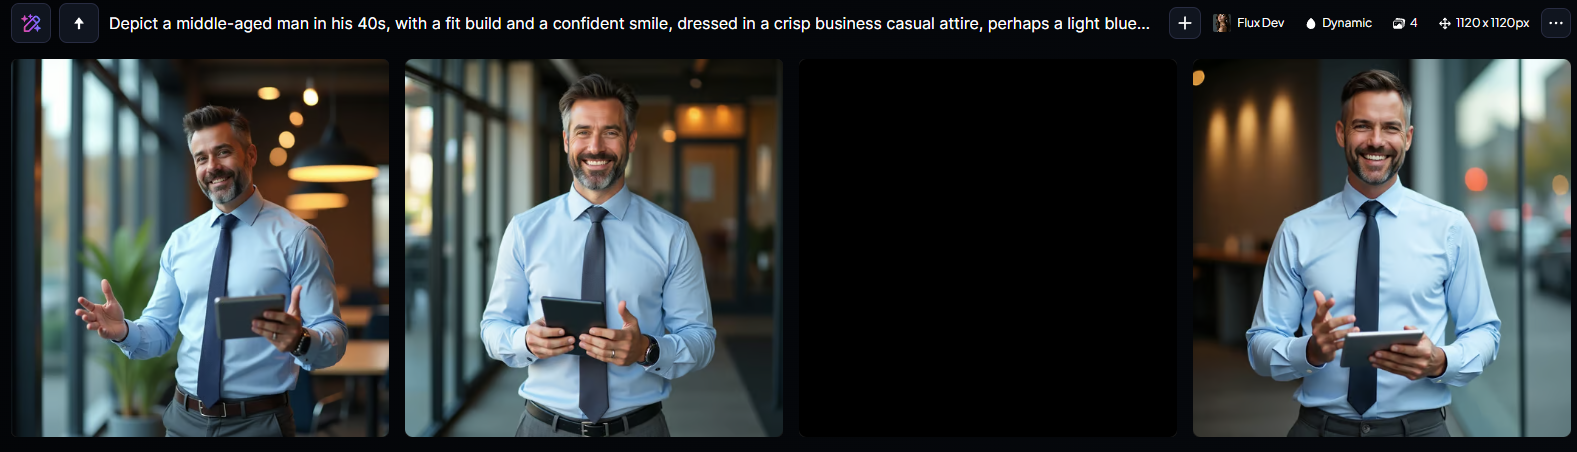 Depict a middle-aged man in his 40s, with a fit build and a confident smile, dressed in a crisp business casual attire, perhaps a light blue... Flux Dev Dynamic 4 1120 x 1120px